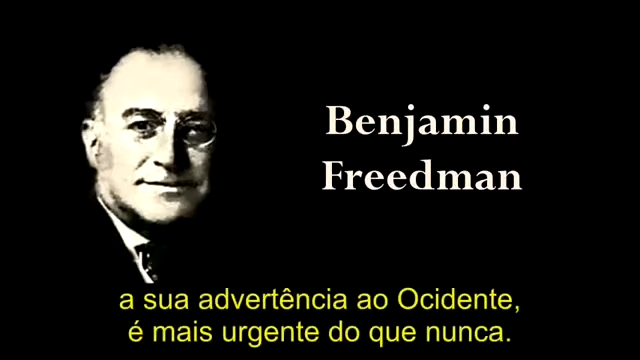 Benjamin
Freedman
a sua advertência ao Ocidente,
é mais urgente do que nunca.